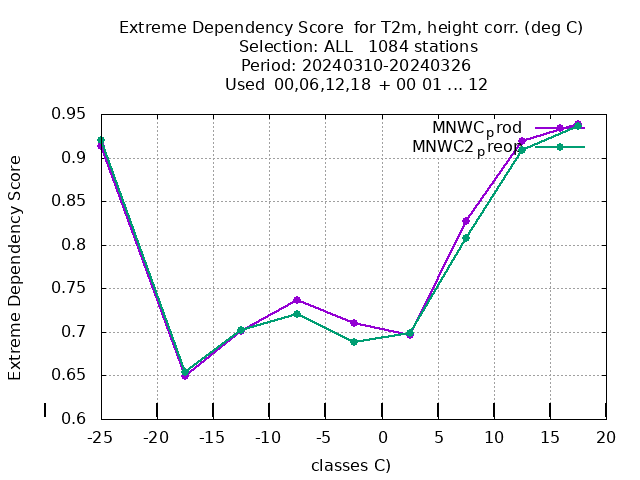 Extreme Dependency Score for T2m, height corr. (deg C)
Selection: ALL 1084 stations
Period: 20240310-20240326
Used 00,06,12,18 + 00 01 ... 12
MNWCprod
MNWC2preop
0.95
0.9
0.85
0.8
0.75
0.7
0.65
0.6
Extreme Dependency Score
-25 -20 -15 -10 -5 0 5 10 15 20
classes C)